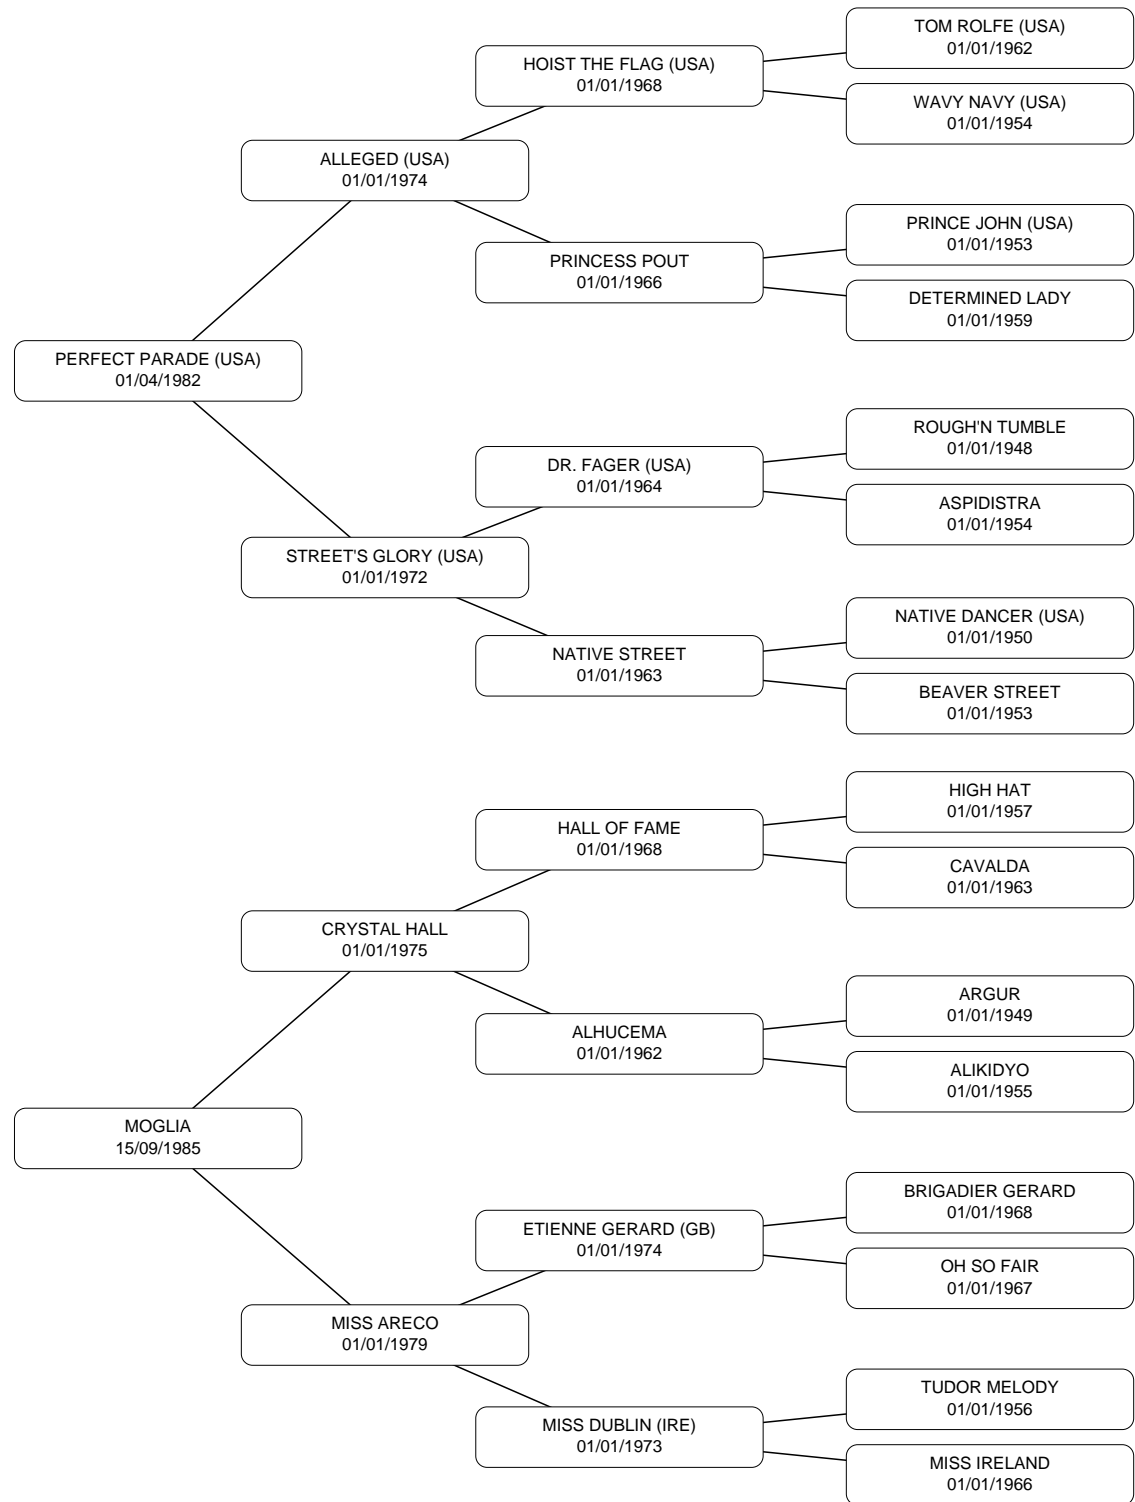 TOM ROLFE (USA)
01/01/1962
HOIST THE FLAG (USA)
01/01/1968
WAVY NAVY (USA)
01/01/1954
ALLEGED (USA)
01/01/1974
PRINCE JOHN (USA)
01/01/1953
PRINCESS POUT
01/01/1966
DETERMINED LADY
01/01/1959
PERFECT PARADE (USA)
01/04/1982
ROUGH'N TUMBLE
01/01/1948
DR. FAGER (USA)
01/01/1964
ASPIDISTRA
01/01/1954
STREET'S GLORY (USA)
01/01/1972
NATIVE DANCER (USA)
01/01/1950
NATIVE STREET
01/01/1963
BEAVER STREET
01/01/1953
HIGH HAT
01/01/1957
HALL OF FAME
01/01/1968
CAVALDA
01/01/1963
CRYSTAL HALL
01/01/1975
ARGUR
01/01/1949
ALHUCEMA
01/01/1962
ALIKIDYO
01/01/1955
MOGLIA
15/09/1985
BRIGADIER GERARD
01/01/1968
ETIENNE GERARD (GB)
01/01/1974
OH SO FAIR
01/01/1967
MISS ARECO
01/01/1979
TUDOR MELODY
01/01/1956
MISS DUBLIN (IRE)
01/01/1973
MISS IRELAND
01/01/1966